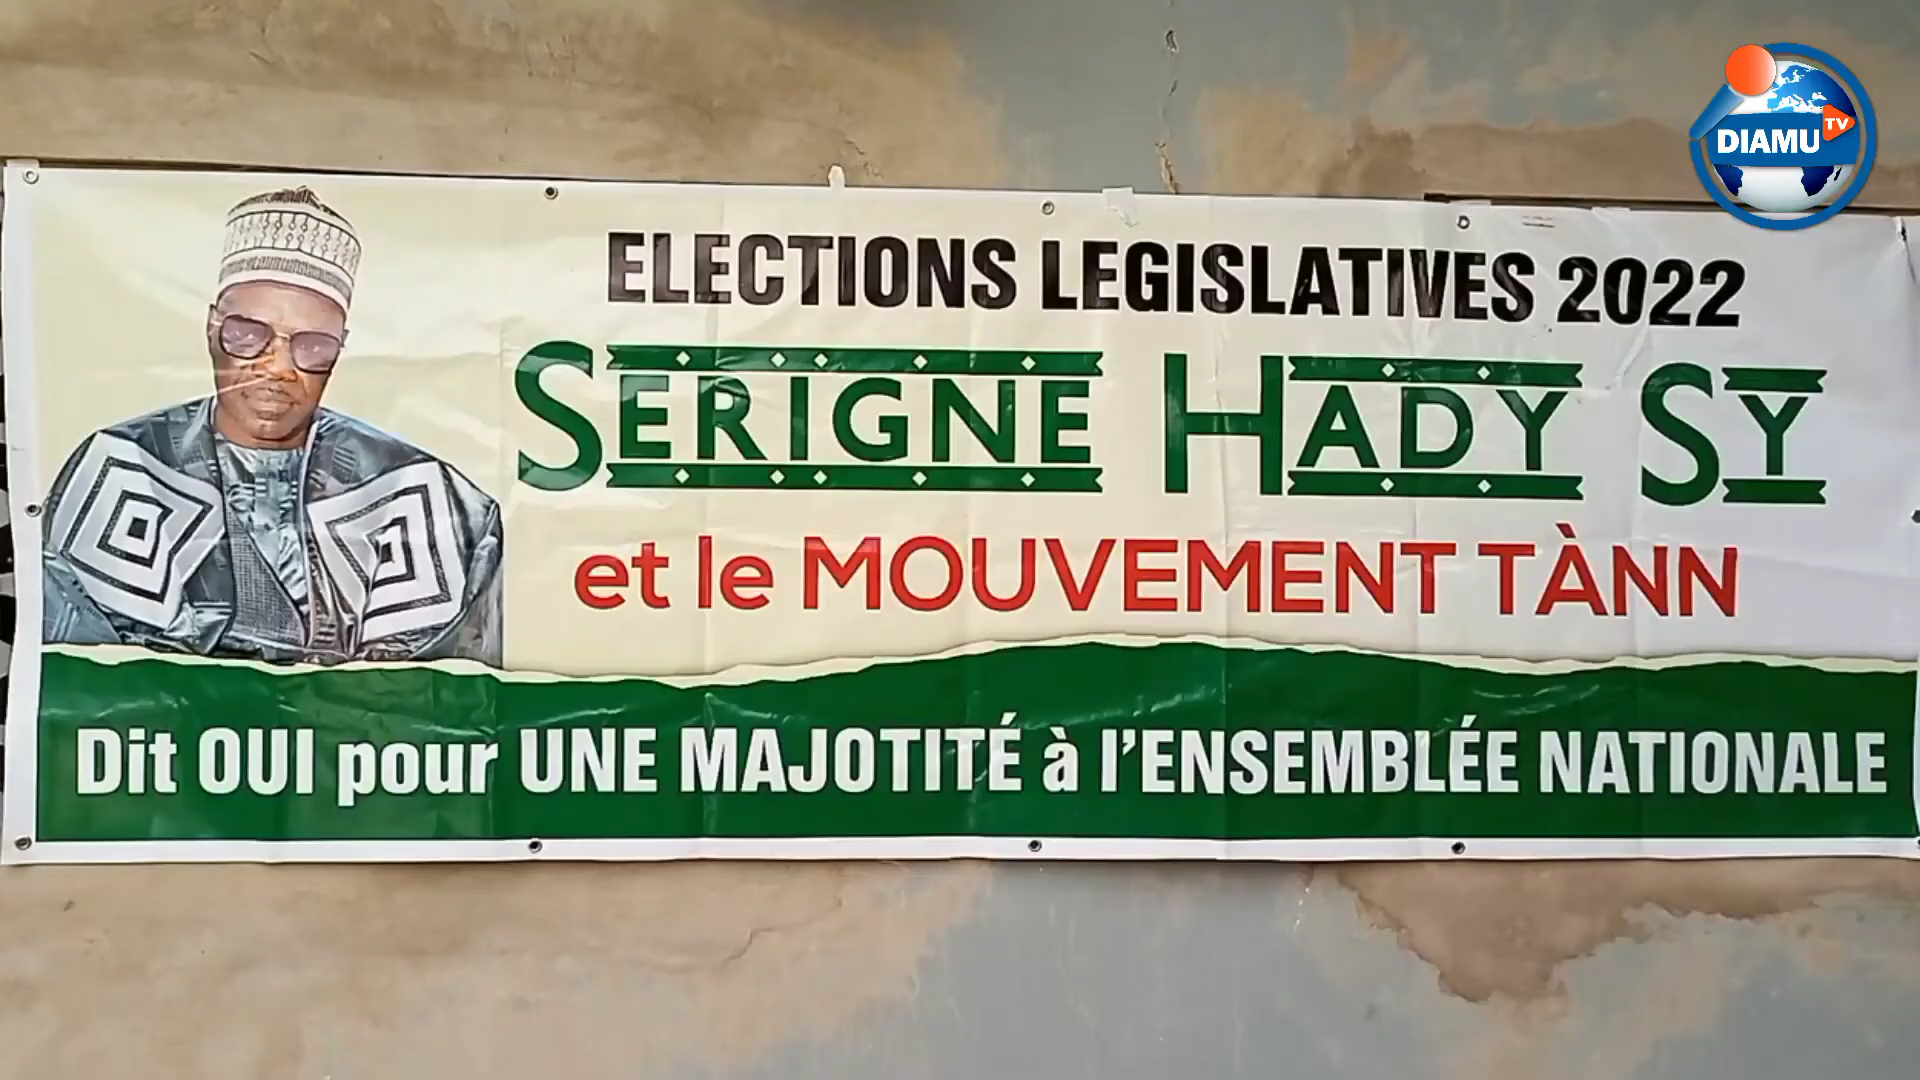 DIAMU TV
ELECTIONS LEGISLATIVES 2022
SERIGNE HADY SY
et le MOUVEMENT TÀNN
Dit OUI pour UNE MAJOTITÉ à l'ENSEMBLÉE NATIONALE